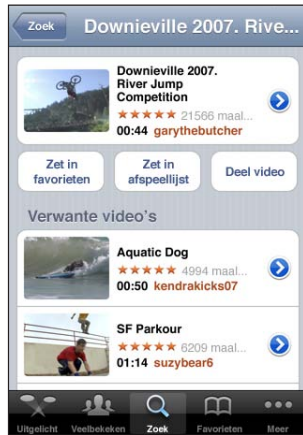 Zoek
Downieville 2007. Rive...
Downieville 2007.
River Jump
Competition
21566 maal...
00:44 garythebutcher
Zet in
favorieten
Zet in
afspeellijst
Deel video
Verwante video's
Aquatic Dog
4994 maal...
00:50 kendrakicks07
SF Parkour
6209 maal...
01:14 suzybear6
Uitgelicht
Veelbekeken
Zoek
Favorieten
Meer